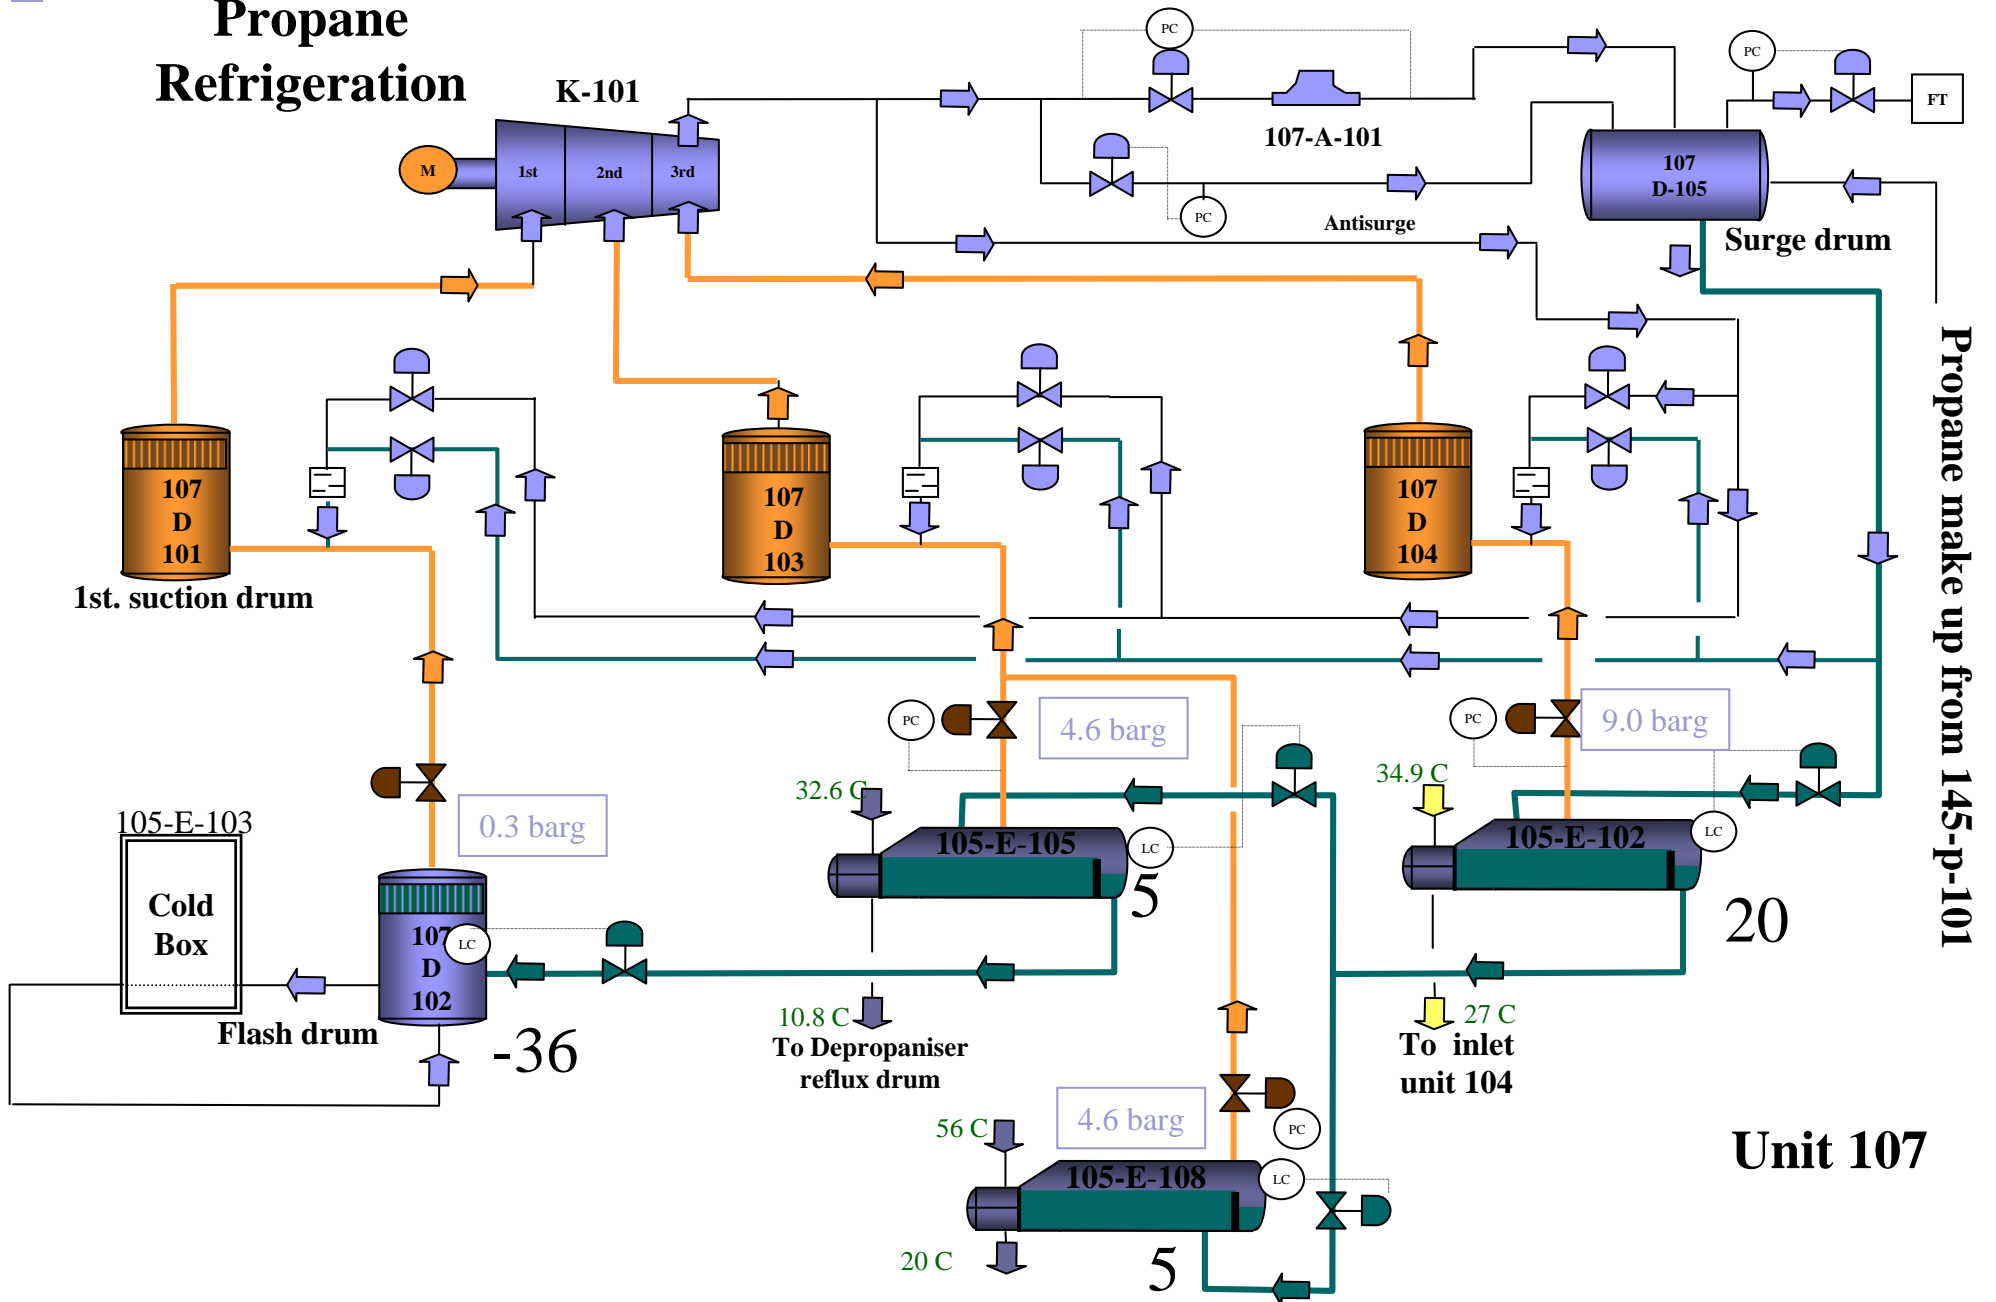 Propane
Refrigeration
K-101
M
1st
2nd
3rd
PC
107-A-101
PC
Antisurge
PC
FT
107
D-105
Surge drum
Propane make up from 145-p-101
107
D
101
1st. suction drum
107
D
103
107
D
104
PC
4.6 barg
PC
9.0 barg
32.6 C
34.9 C
105-E-103
Cold
Box
0.3 barg
105-E-105
LC
5
105-E-102
LC
20
107
D
102
LC
Flash drum
-36
10.8 C
To Depropaniser
reflux drum
27 C
To inlet
unit 104
4.6 barg
56 C
PC
105-E-108
LC
20 C
5
Unit 107